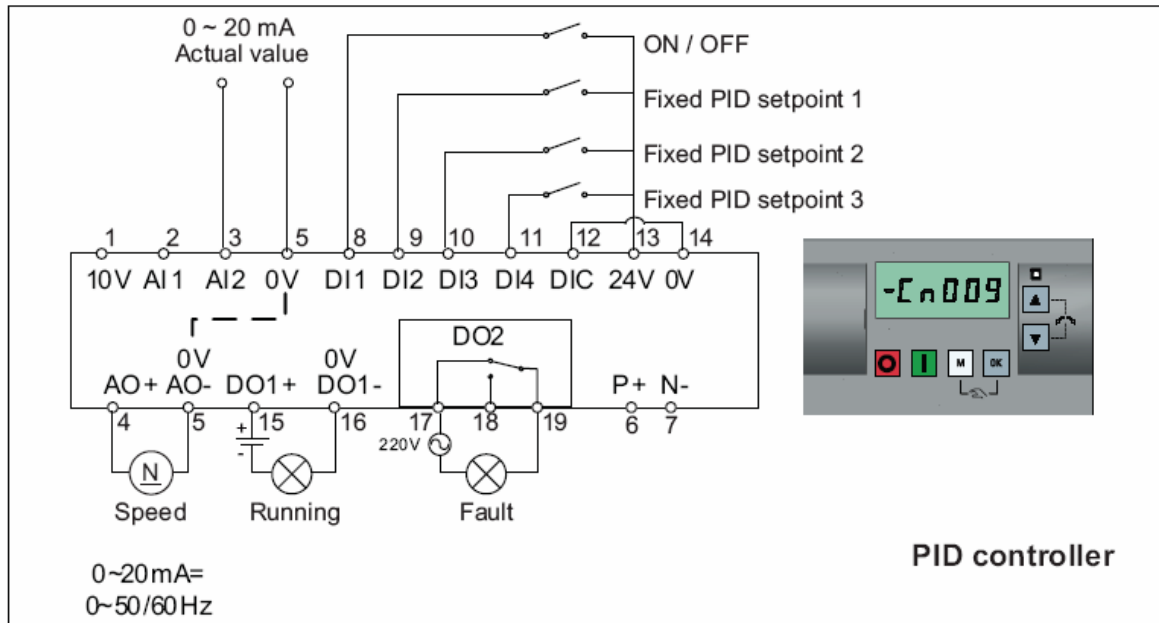 0 ~ 20 mA
Actual value
ON / OFF
Fixed PID setpoint 1
Fixed PID setpoint 2
Fixed PID setpoint 3
1 2 3 5 8 9 10 11 12 13 14
10V AI1 AI2 0V DI1 DI2 DI3 DI4 DIC 24V 0V
-Cn009
M OK
DO2
0V 0V
AO+ AO- DO1+ DO1- P+ N-
4 5 15 16 17 18 19 6 7
+
-
220V
N
Speed Running Fault
PID controller
0~20mA=
0~50/60Hz